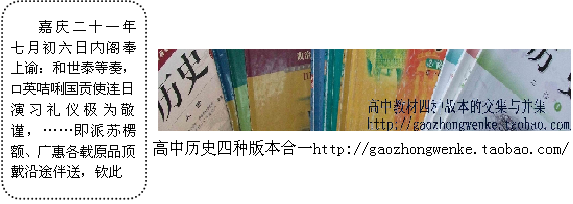 嘉庆二十一年
七月初六日内阁奉
上谕:和世泰等奏,
口英咭唎国贡使连日
演习礼仪极为敬
谨,……即派苏楞
额、广惠各载原品顶
戴沿途伴送,钦此
历史
历史
高中教材四种版本的交集与并集
http://gaozhongwenke.taobao.com
高中历史四种版本合一http://gaozhongwenke.taobao.com/